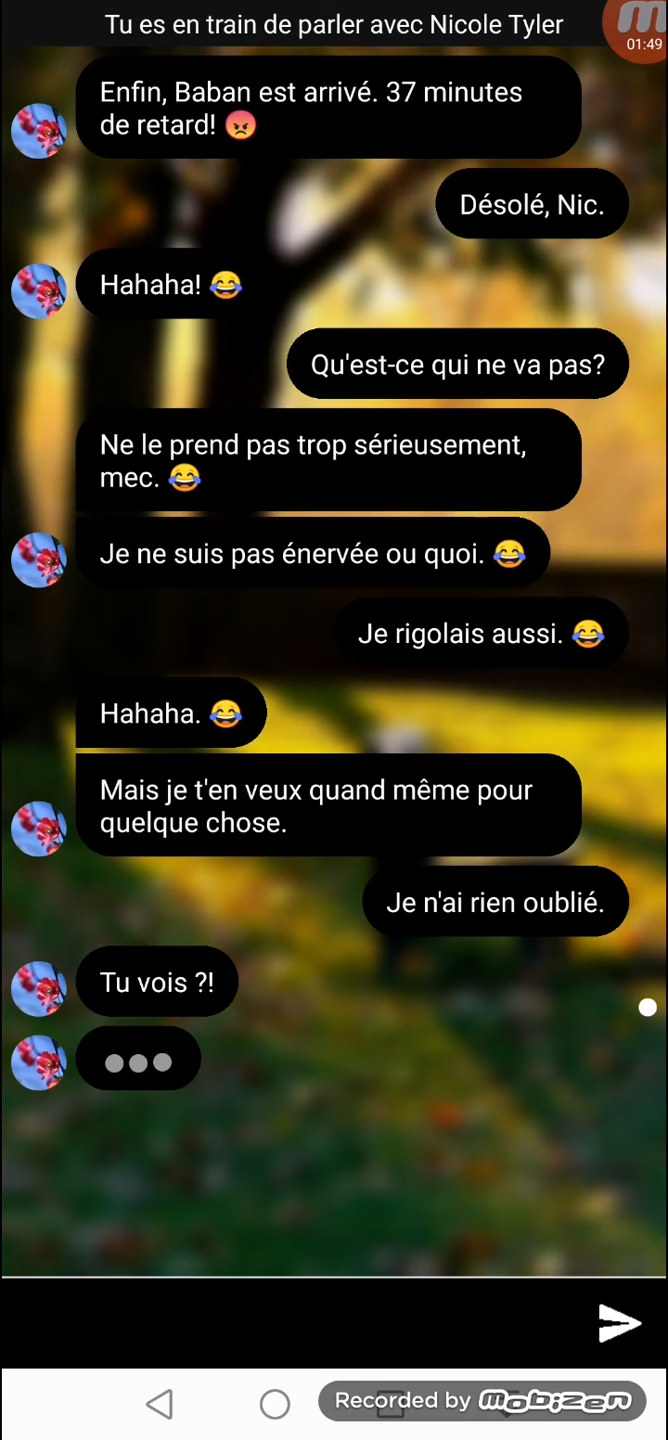 Tu es en train de parler avec Nicole Tyler
01:49
Enfin, Baban est arrivé. 37 minutes
de retard! 😡
Désolé, Nic.
Hahaha! 😂
Qu'est-ce qui ne va pas?
Ne le prend pas trop sérieusement,
mec. 😂
Je ne suis pas énervée ou quoi. 😂
Je rigolais aussi. 😂
Hahaha. 😂
Mais je t'en veux quand même pour
quelque chose.
Je n'ai rien oublié.
Tu vois ?!
Recorded by mobizen